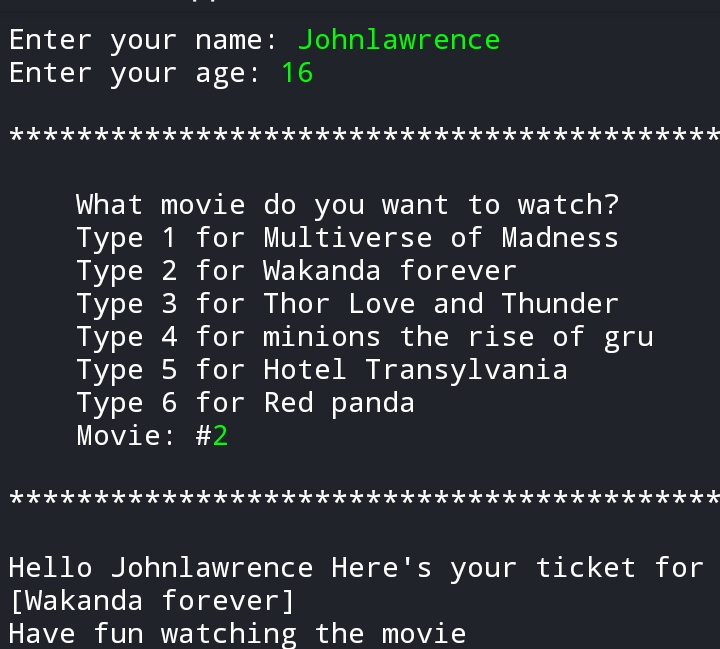 Enter your name: Johnlawrence
Enter your age: 16
******************************************
What movie do you want to watch?
Type 1 for Multiverse of Madness
Type 2 for Wakanda forever
Type 3 for Thor Love and Thunder
Type 4 for minions the rise of gru
Type 5 for Hotel Transylvania
Type 6 for Red panda
Movie: #2
******************************************
Hello Johnlawrence Here's your ticket for
[Wakanda forever]
Have fun watching the movie